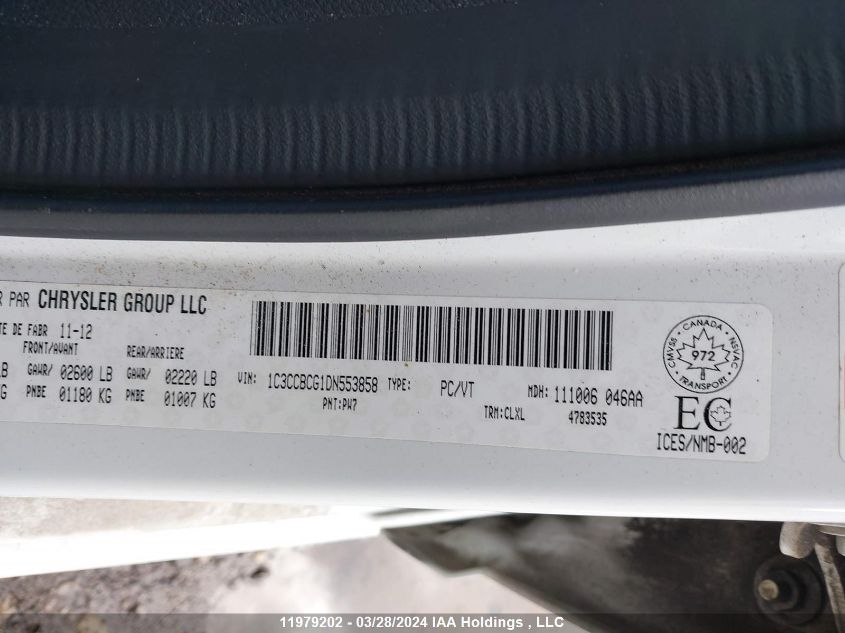 R PAR CHRYSLER GROUP LLC
TE DE FABR 11-12
FRONT/AVANT REAR/ARRIERE
LB GAWR/ 02600 LB GAWR/ 02220 LB
KG PNBE 01180 KG PNBE 01007 KG
VIN: 1C3CCBCG1DN553858 TYPE: PC/VT MDH: 111006 046AA
PNT:PW7 TRM:CLXL 4783535
CANADA
CMVSS NSVAC
972
TRANSPORT
EC
ICES/NMB-002
11979202 - 03/28/2024 IAA Holdings , LLC